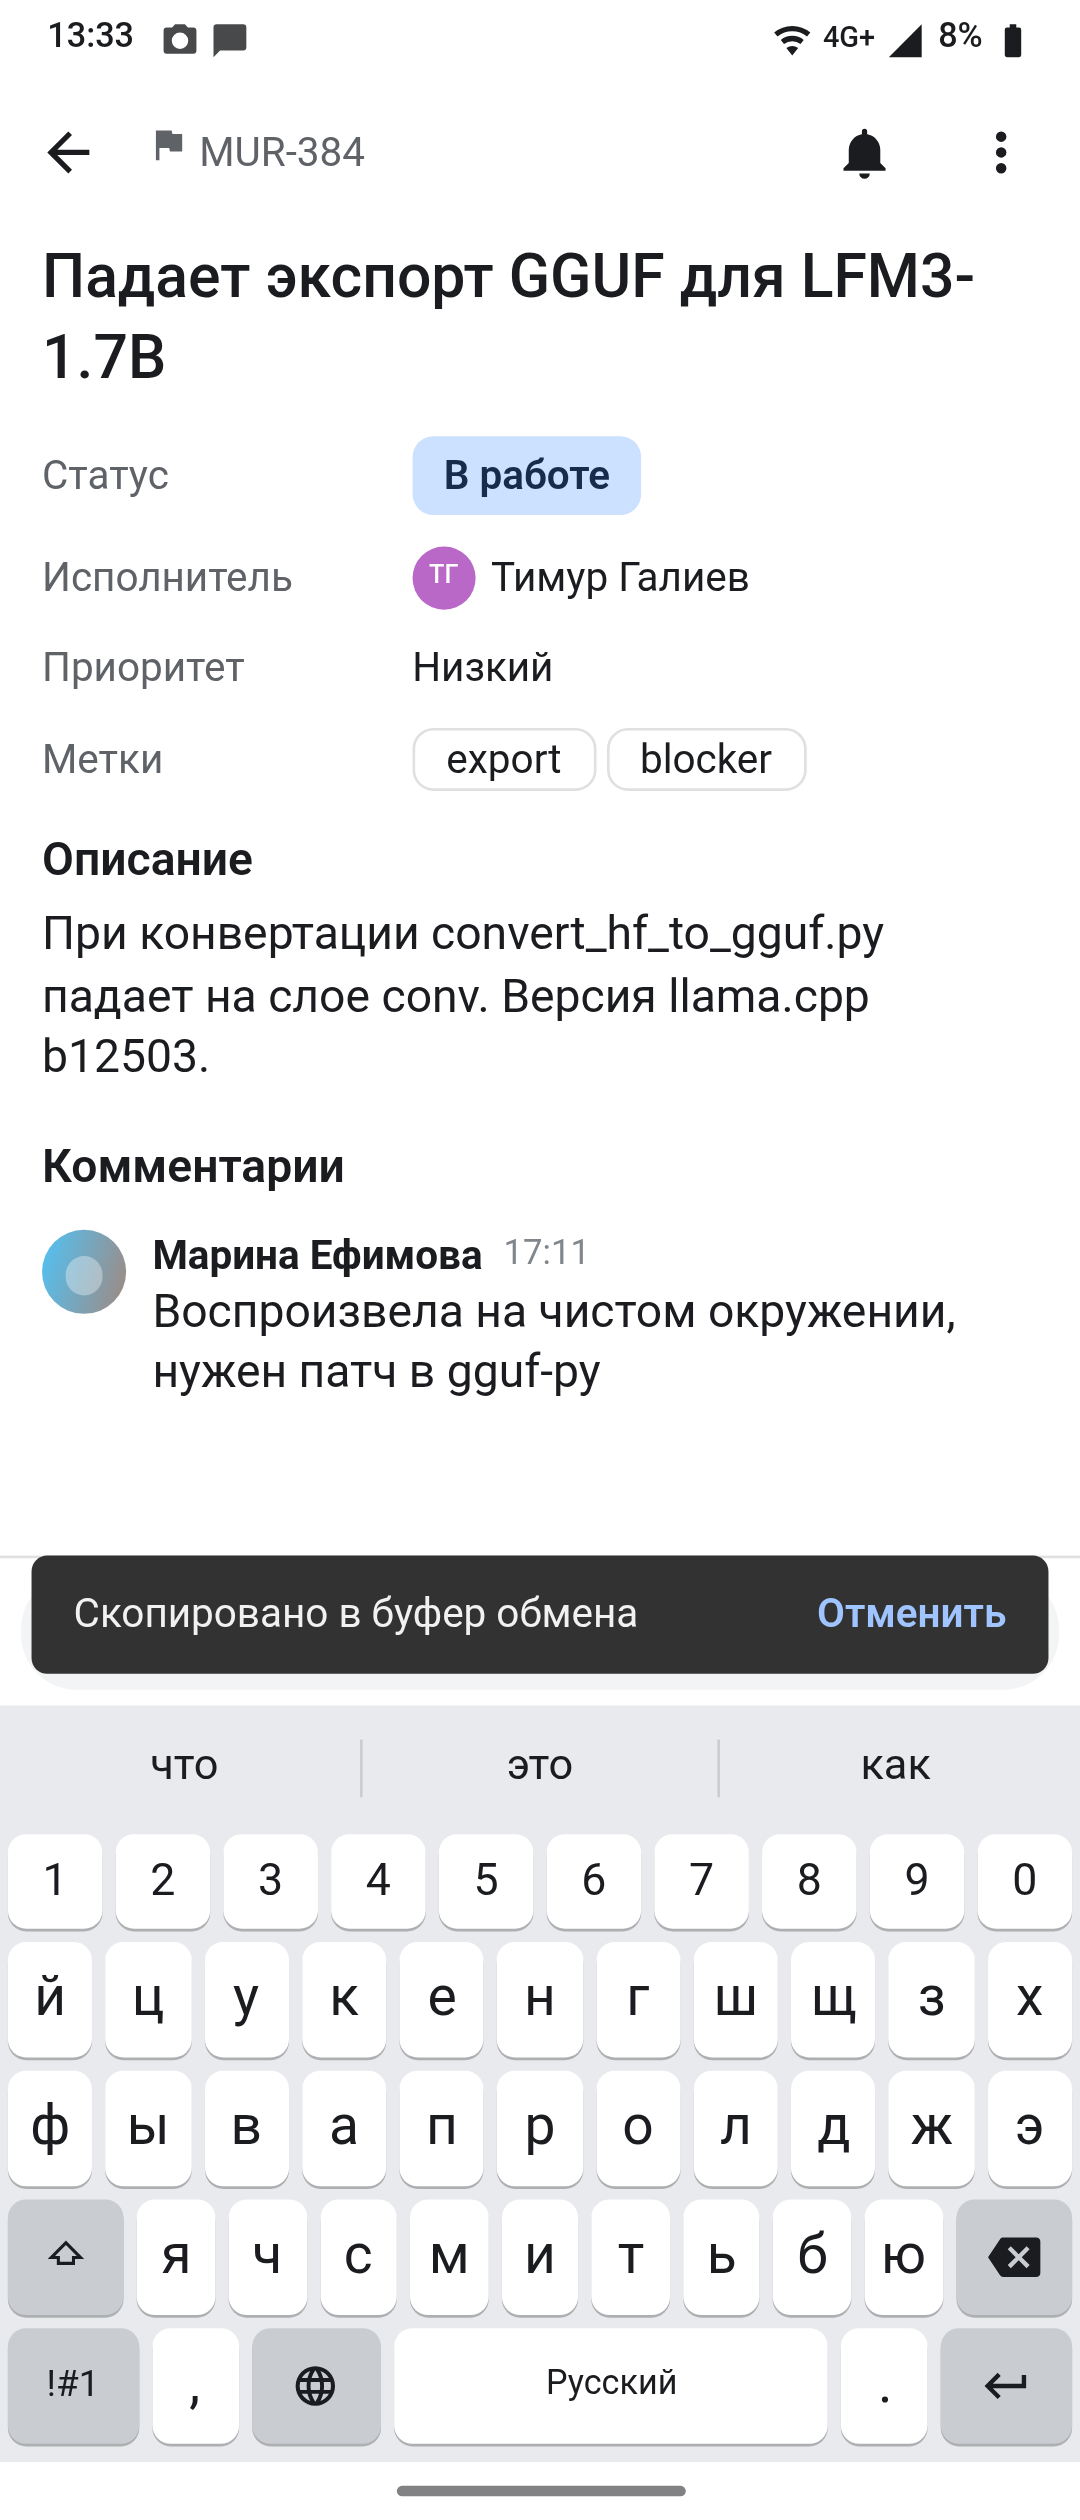 13:33
4G+ 8%
MUR-384
Падает экспорт GGUF для LFM3-
1.7B
Статус В работе
Исполнитель ТГ Тимур Галиев
Приоритет Низкий
Метки export blocker
Описание
При конвертации convert_hf_to_gguf.py
падает на слое conv. Версия llama.cpp
b12503.
Комментарии
Марина Ефимова 17:11
Воспроизвела на чистом окружении,
нужен патч в gguf-py
Скопировано в буфер обмена Отменить
что это как
1 2 3 4 5 6 7 8 9 0
й ц у к е н г ш щ з х
ф ы в а п р о л д ж э
я ч с м и т ь б ю
!#1 , Русский .